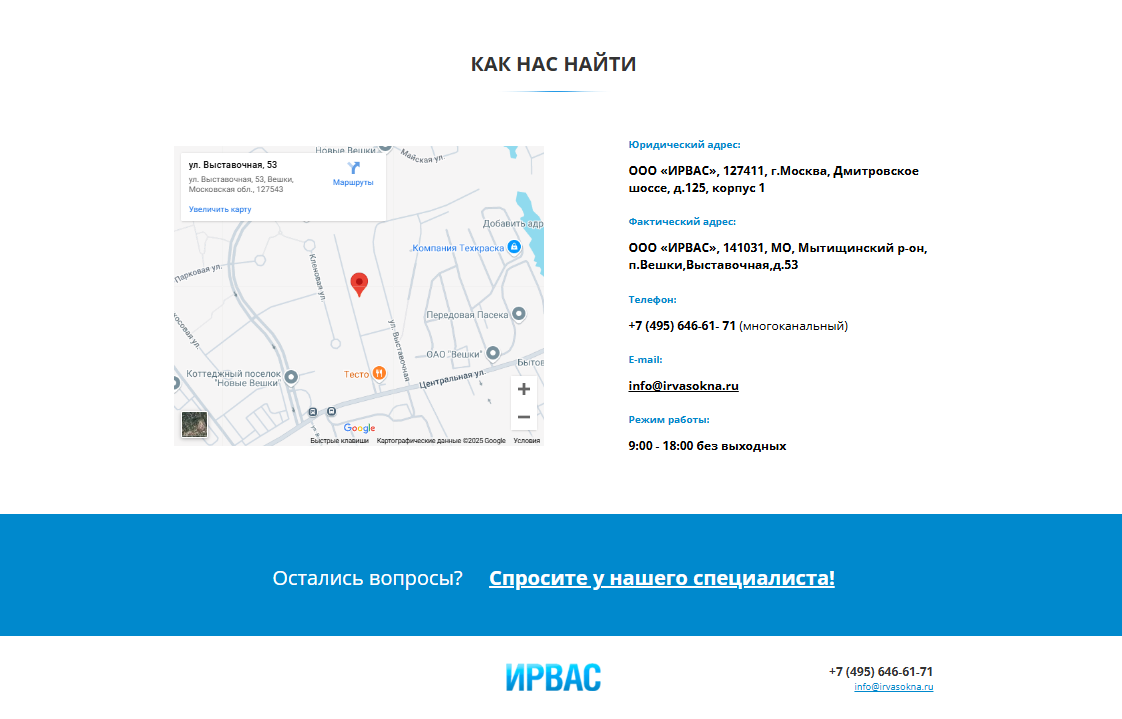 КАК НАС НАЙТИ
Новые Вешки
Майская ул.
ул. Выставочная, 53
ул. Выставочная, 53, Вешки,
Московская обл., 127543
Маршруты
Увеличить карту
Добавить адр
Компания Техкраска
Парковая ул.
Кленовая ул.
Передовая Пасека
ул. Выставочная
ОАО "Вешки"
Бытов
Коттеджный поселок
"Новые Вешки"
Тесто
Центральная ул.
Google
Быстрые клавиши
Картографические данные ©2025 Google
Условия
Юридический адрес:
ООО «ИРВАС», 127411, г.Москва, Дмитровское
шоссе, д.125, корпус 1
Фактический адрес:
ООО «ИРВАС», 141031, МО, Мытищинский р-он,
п.Вешки,Выставочная,д.53
Телефон:
+7 (495) 646-61- 71 (многоканальный)
E-mail:
info@irvasokna.ru
Режим работы:
9:00 - 18:00 без выходных
Остались вопросы? Спросите у нашего специалиста!
ИРВАС
+7 (495) 646-61-71
info@irvasokna.ru